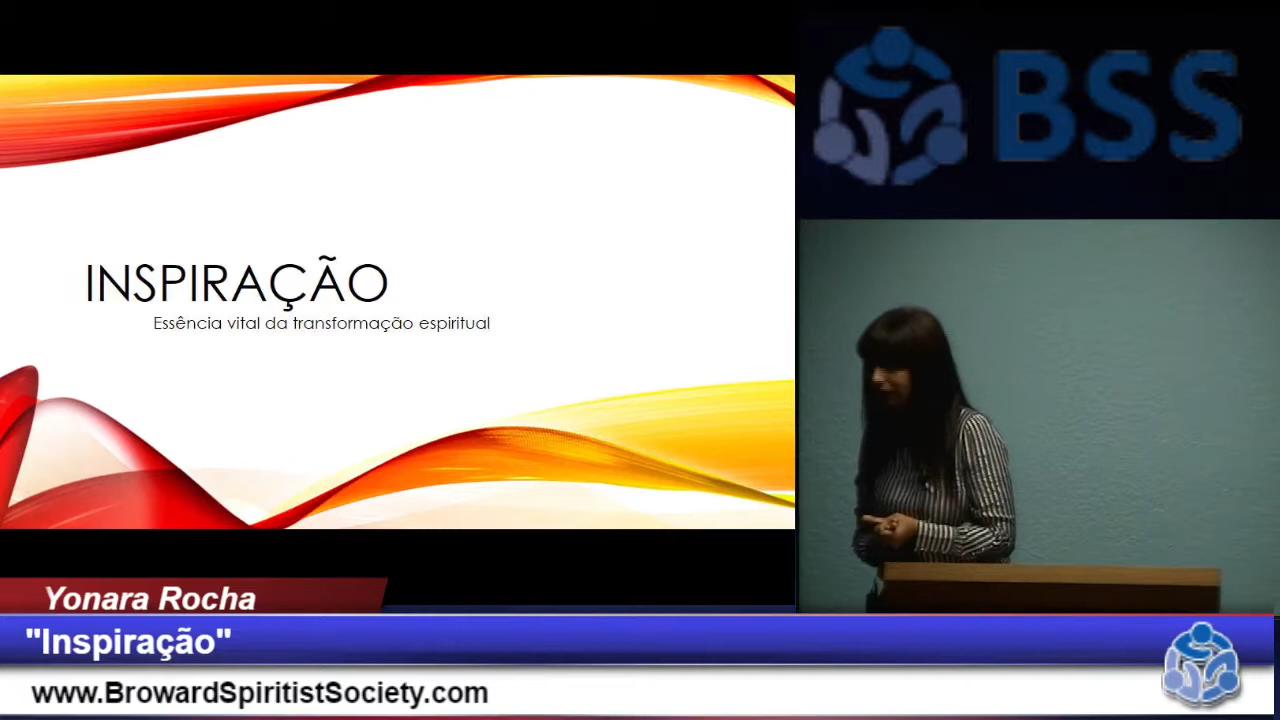 BSS
INSPIRAÇÃO
Essência vital da transformação espiritual
Yonara Rocha
"Inspiração"
www.BrowardSpiritistSociety.com